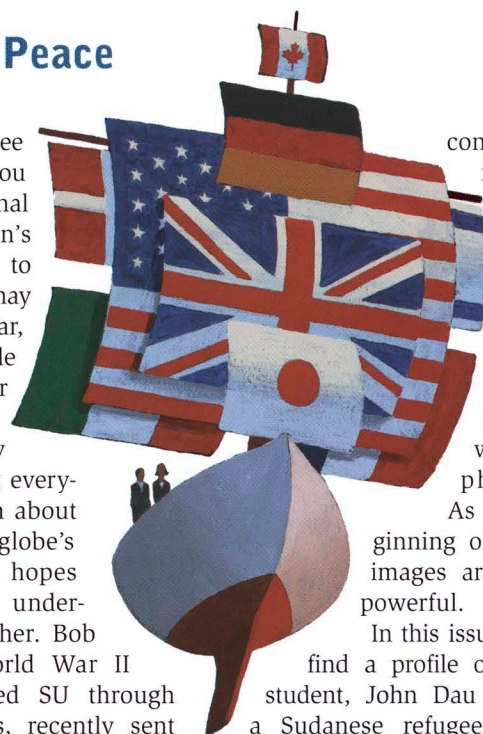 Peace
ee
ou
nal
n's
to
may
ar,
le
r
y
every-
n about
globe's
hopes
under-
her. Bob
orld War II
ed SU through
s, recently sent
con
w
ph
As
ginning o
images ar
powerful.
In this issu
find a profile o
student, John Dau
a Sudanese refugee